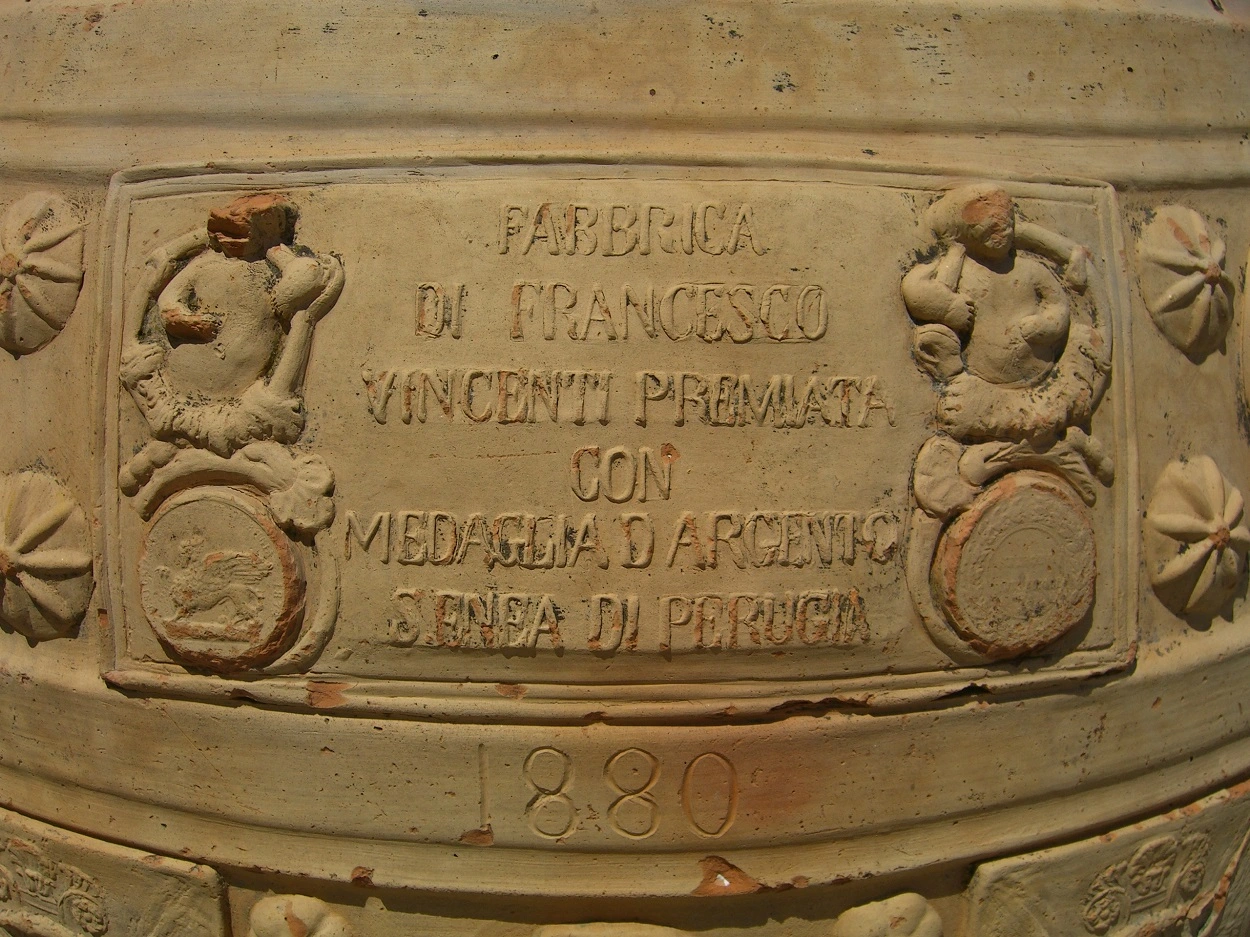 FABBRICA
DI FRANCESCO
VINCENTI PREMIATA
CON
MEDAGLIA D ARGENTO
S.ENEA DI PERUGIA
1880